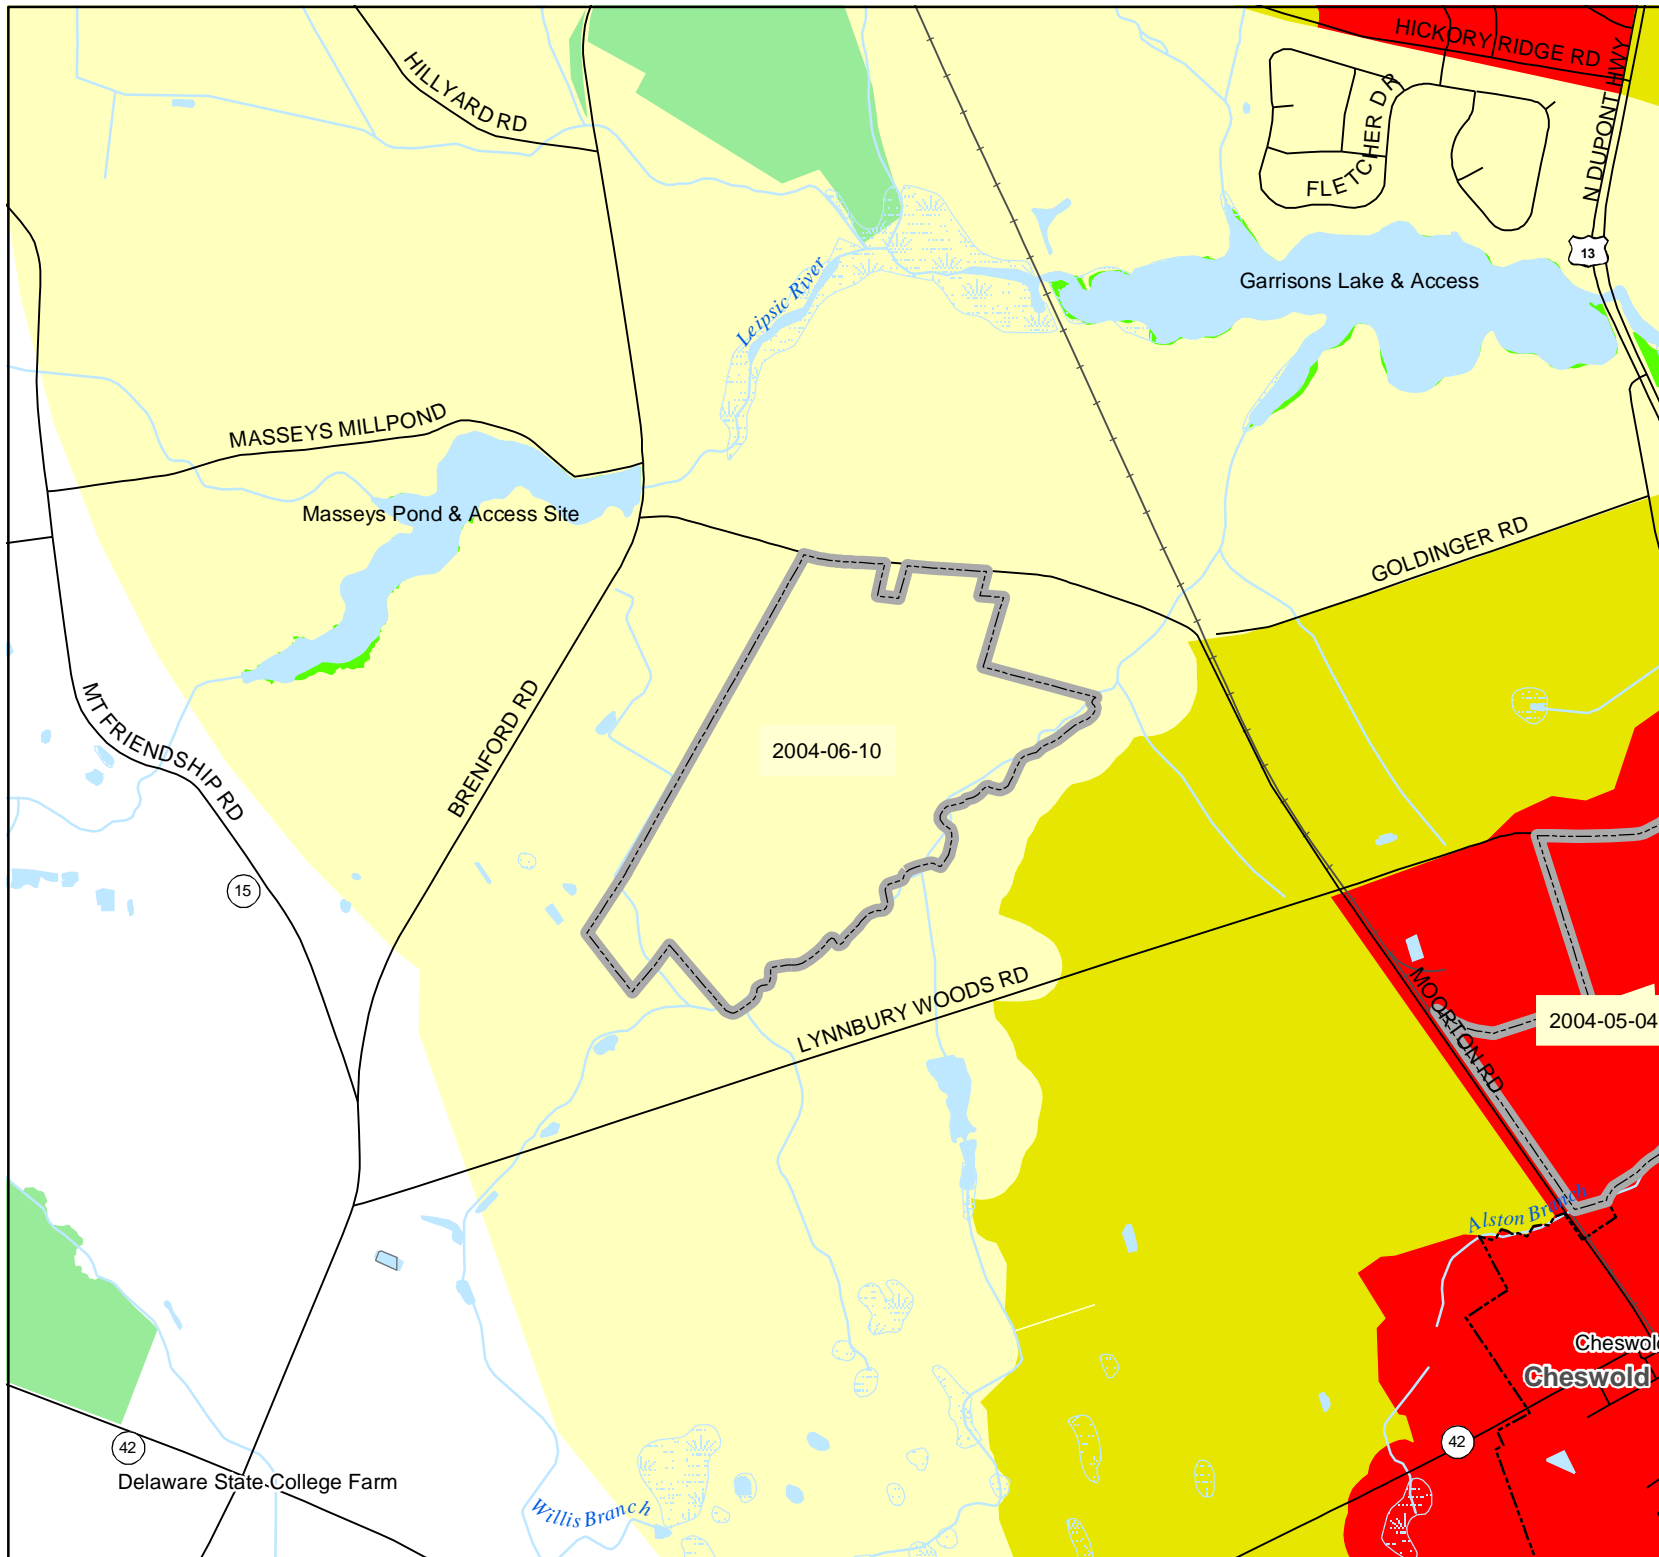 HICKORY RIDGE RD
HILLYARD RD
FLETCHER DR
N DUPONT HWY
13
Leipsic River
Garrisons Lake & Access
MASSEYS MILLPOND
Masseys Pond & Access Site
GOLDINGER RD
MT FRIENDSHIP RD
BRENFORD RD
2004-06-10
15
LYNNBURY WOODS RD
MOORTON RD
2004-05-04
Alston Branch
Cheswold
42
42
Delaware State College Farm
Willis Branch